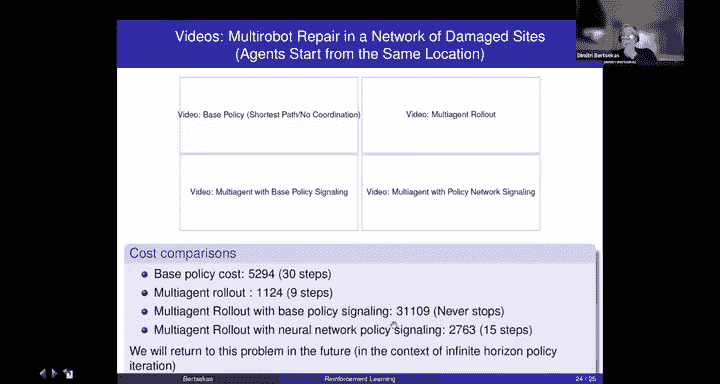 Videos: Multirobot Repair in a Network of Damaged Sites
(Agents Start from the Same Location)
Dimitri Bertsekas
Dimitri Bertsekas
Video: Base Policy (Shortest Path/No Coordination)
Video: Multiagent Rollout
Video: Multiagent with Base Policy Signaling
Video: Multiagent with Policy Network Signaling
Cost comparisons
Base policy cost: 5294 (30 steps)
Multiagent rollout : 1124 (9 steps)
Multiagent Rollout with base policy signaling: 31109 (Never stops)
Multiagent Rollout with neural network policy signaling: 2763 (15 steps)
We will return to this problem in the future (in the context of infinite horizon policy
iteration)
Bertsekas
Reinforcement Learning
24 / 25